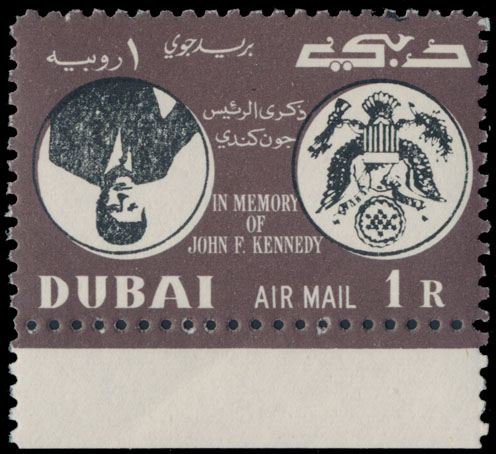 دبي
بريد جوي
١ روبيه
ذكرى الرئيس
جون كندي
IN MEMORY
OF
JOHN F. KENNEDY
DUBAI AIR MAIL 1 R